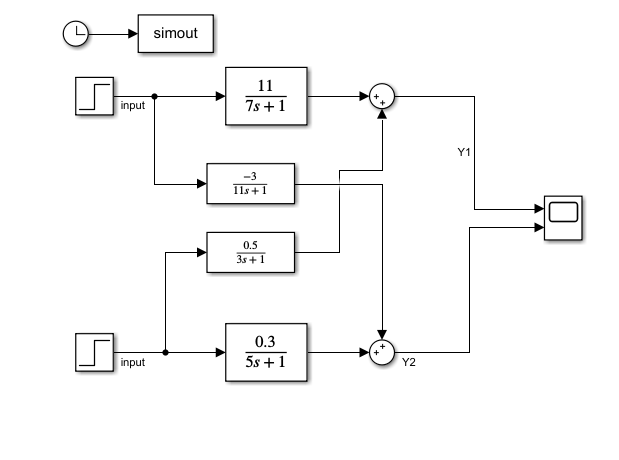 simout
input
11
7s + 1
+
+
Y1
-3
11s + 1
0.5
3s + 1
input
0.3
5s + 1
+
+
Y2